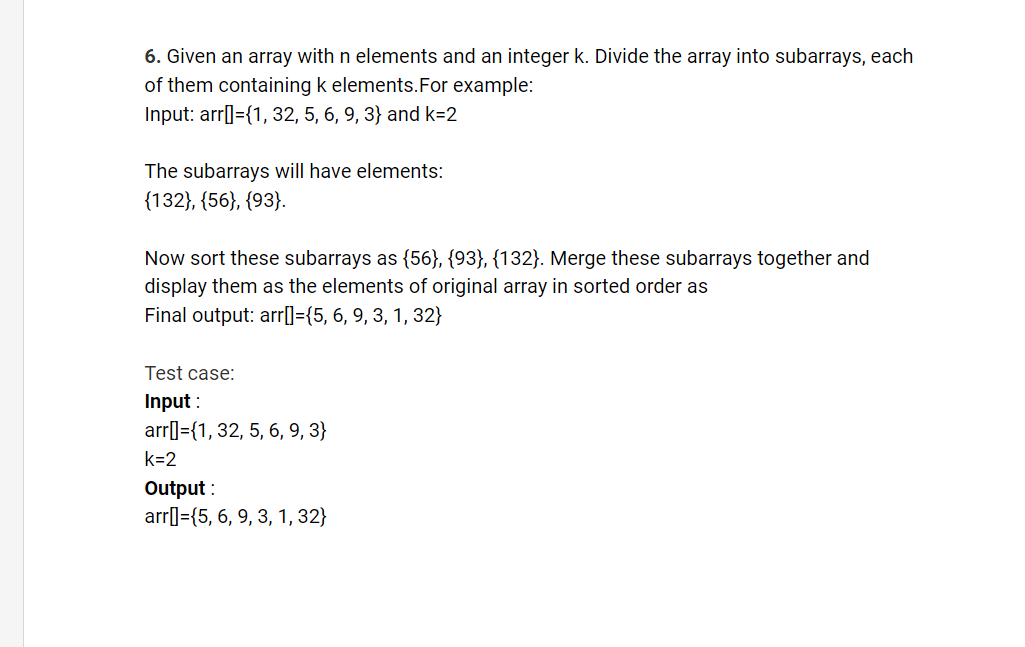 6. Given an array with n elements and an integer k. Divide the array into subarrays, each
of them containing k elements.For example:
Input: arr[]={1, 32, 5, 6, 9, 3} and k=2
The subarrays will have elements:
{132}, {56}, {93}.
Now sort these subarrays as {56}, {93}, {132}. Merge these subarrays together and
display them as the elements of original array in sorted order as
Final output: arr[]={5, 6, 9, 3, 1, 32}
Test case:
Input :
arr[]={1, 32, 5, 6, 9, 3}
k=2
Output :
arr[]={5, 6, 9, 3, 1, 32}